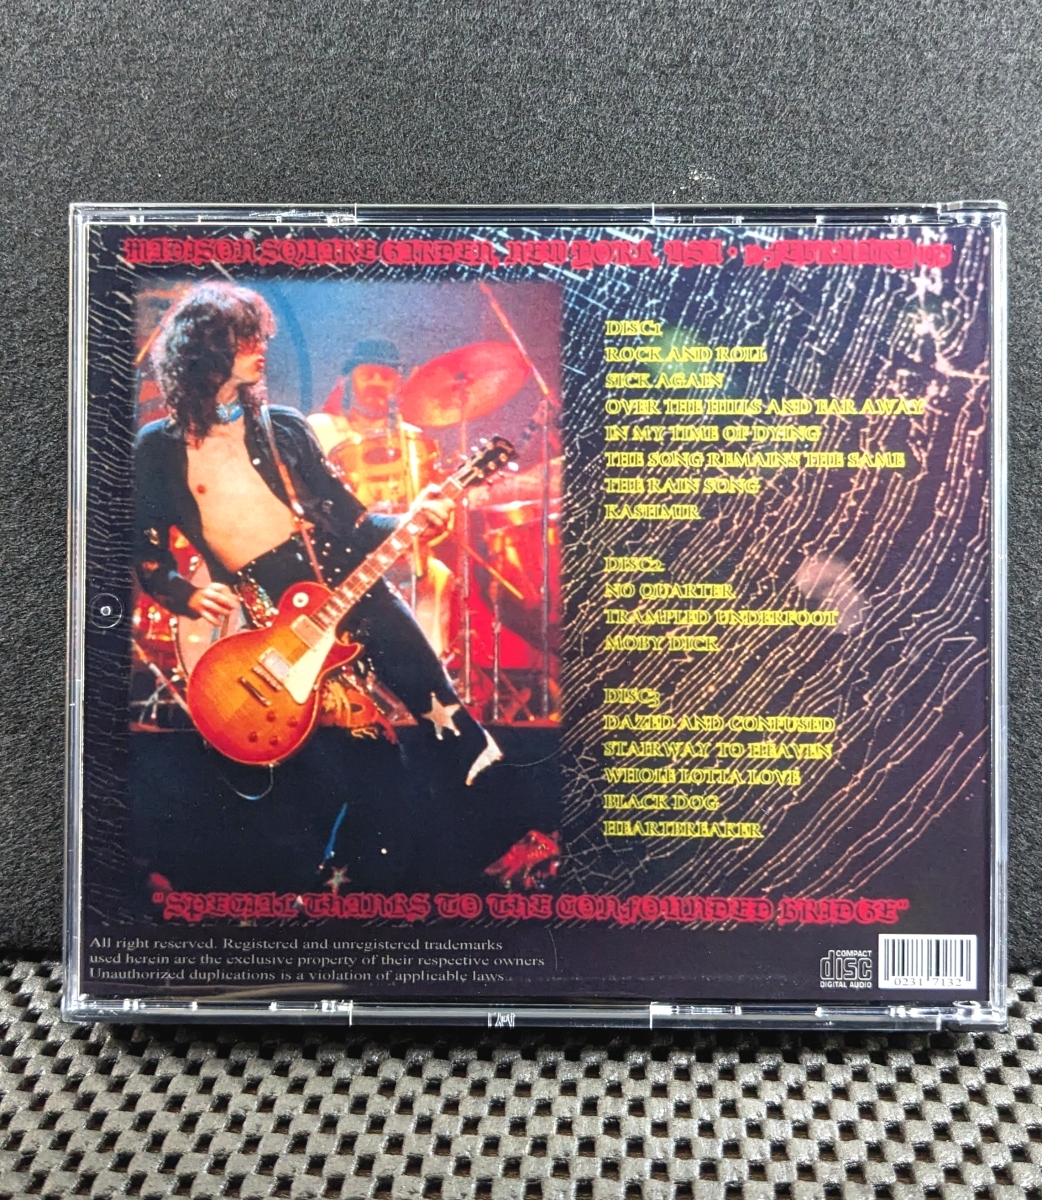 MADISON SQUARE GARDEN, NEW YORK, USA • FEBRUARY
DISC1
ROCK AND ROLL
SICK AGAIN
OVER THE HILLS AND FAR AWAY
IN MY TIME OF DYING
THE SONG REMAINS THE SAME
THE RAIN SONG
KASHMIR
DISC2
NO QUARTER
TRAMPLED UNDERFOOT
MOBY DICK
DISC3
DAZED AND CONFUSED
STAIRWAY TO HEAVEN
WHOLE LOTTA LOVE
BLACK DOG
HEARTBREAKER
"SPECIAL THANKS TO THE CONFOUNDED BRIDGE"
All right reserved. Registered and unregistered trademarks
used herein are the exclusive property of their respective owners
Unauthorized duplications is a violation of applicable laws.
COMPACT
disc
DIGITAL AUDIO
0231 7132